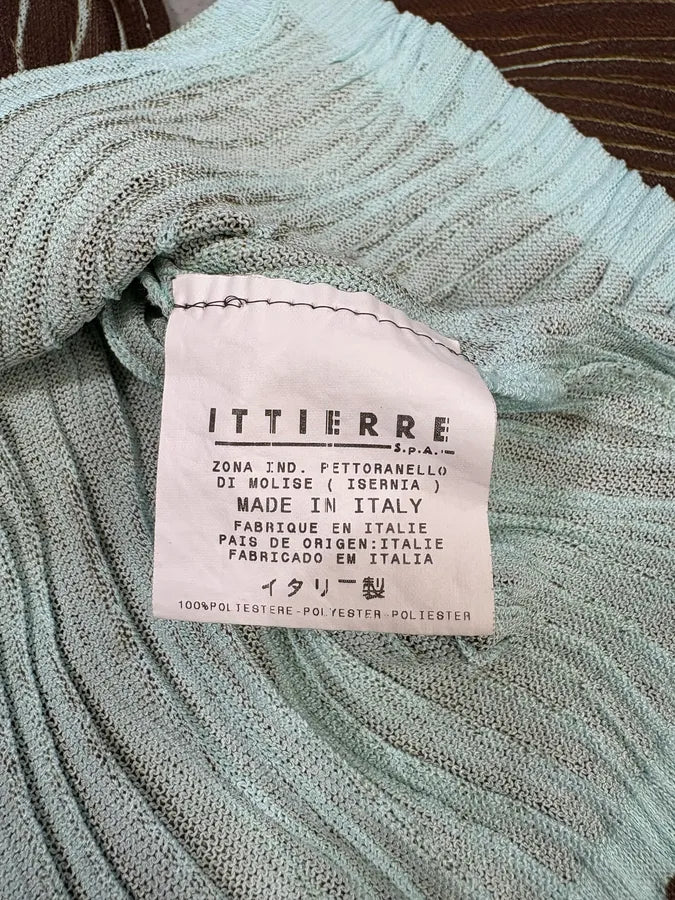 ITTIERRE
S.p.A.
ZONA IND. PETTORANELLO
DI MOLISE ( ISERNIA )
MADE IN ITALY
FABRIQUE EN ITALIE
PAIS DE ORIGEN:ITALIE
FABRICADO EM ITALIA
イタリー製
100%POLIESTERE-POLYESTER-POLIESTER